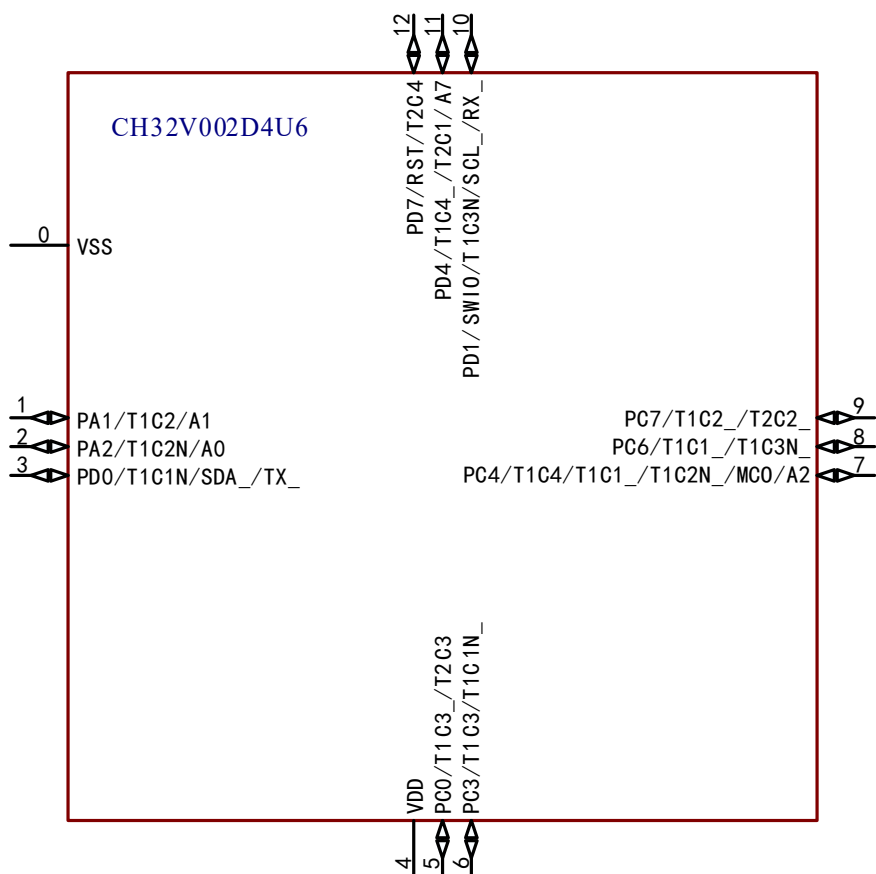 12
11
10
PD7/RST/T2C4
PD4/T1C4_/T2C1/A7
PD1/SWIO/T1C3N/SCL_/RX_
CH32V002D4U6
0
VSS
1
PA1/T1C2/A1
2
PA2/T1C2N/A0
3
PD0/T1C1N/SDA_/TX_
PC7/T1C2_/T2C2_
9
PC6/T1C1_/T1C3N_
8
PC4/T1C4/T1C1_/T1C2N_/MCO/A2
7
VDD
PC0/T1C3_/T2C3
PC3/T1C3/T1C1N_
4
5
6